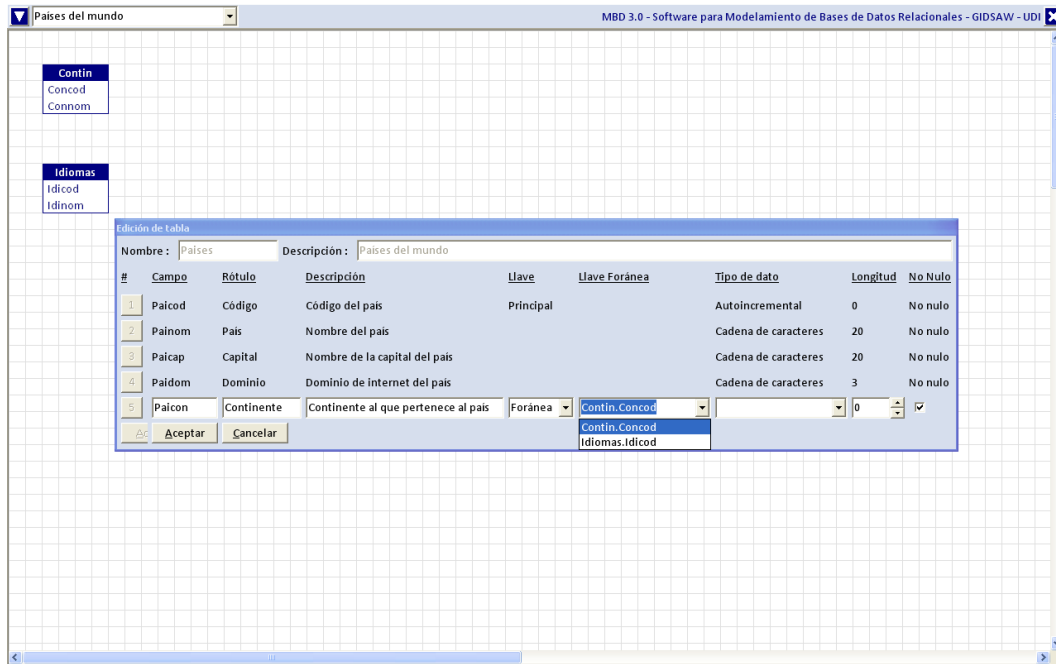 Países del mundo
MBD 3.0 - Software para Modelamiento de Bases de Datos Relacionales - GIDSAW - UDI
Contin
Concod
Connom
Idiomas
Idicod
Idinom
Edición de tabla
Nombre : Países Descripción : Países del mundo
# Campo Rótulo Descripción Llave Llave Foránea Tipo de dato Longitud No Nulo
1 Paicod Código Código del país Principal Autoincremental 0 No nulo
2 Painom País Nombre del país Cadena de caracteres 20 No nulo
3 Paicap Capital Nombre de la capital del país Cadena de caracteres 20 No nulo
4 Paidom Dominio Dominio de internet del país Cadena de caracteres 3 No nulo
5 Paicon Continente Continente al que pertenece al país Foránea Contin.Concod 0
Ac Aceptar Cancelar
Contin.Concod
Idiomas.Idicod